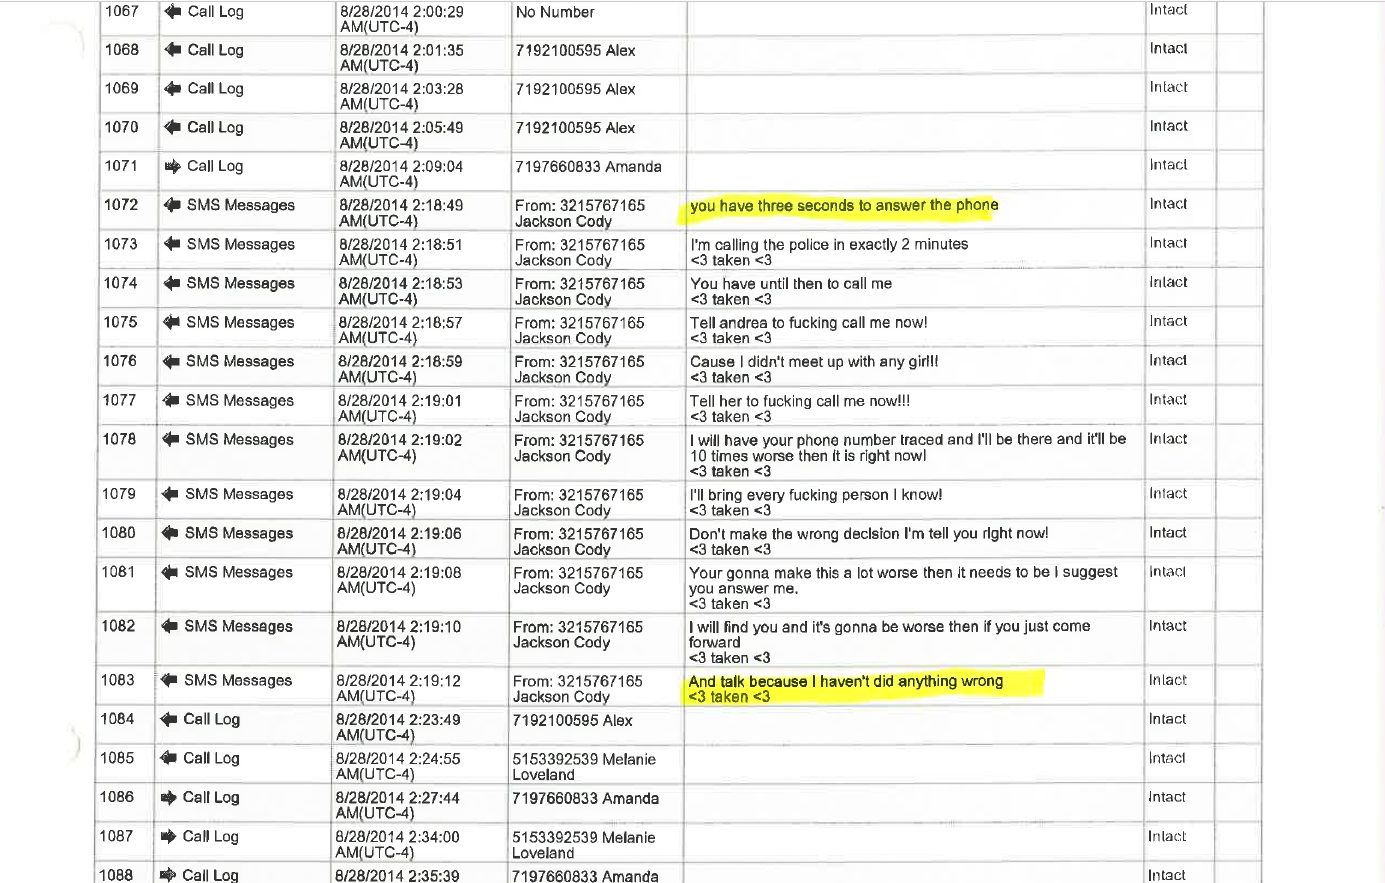 1067 Call Log 8/28/2014 2:00:29 No Number Intact
AM(UTC-4)
1068 Call Log 8/28/2014 2:01:35 7192100595 Alex Intact
AM(UTC-4)
1069 Call Log 8/28/2014 2:03:28 7192100595 Alex Intact
AM(UTC-4)
1070 Call Log 8/28/2014 2:05:49 7192100595 Alex Intact
AM(UTC-4)
1071 Call Log 8/28/2014 2:09:04 7197660833 Amanda Intact
AM(UTC-4)
1072 SMS Messages 8/28/2014 2:18:49 From: 3215767165 you have three seconds to answer the phone Intact
AM(UTC-4) Jackson Cody
1073 SMS Messages 8/28/2014 2:18:51 From: 3215767165 I'm calling the police in exactly 2 minutes Intact
AM(UTC-4) Jackson Cody <3 taken <3
1074 SMS Messages 8/28/2014 2:18:53 From: 3215767165 You have until then to call me Intact
AM(UTC-4) Jackson Cody <3 taken <3
1075 SMS Messages 8/28/2014 2:18:57 From: 3215767165 Tell andrea to fucking call me now! Intact
AM(UTC-4) Jackson Cody <3 taken <3
1076 SMS Messages 8/28/2014 2:18:59 From: 3215767165 Cause I didn't meet up with any girl!! Intact
AM(UTC-4) Jackson Cody <3 taken <3
1077 SMS Messages 8/28/2014 2:19:01 From: 3215767165 Tell her to fucking call me now!!! Intact
AM(UTC-4) Jackson Cody <3 taken <3
1078 SMS Messages 8/28/2014 2:19:02 From: 3215767165 I will have your phone number traced and I'll be there and it'll be Intact
AM(UTC-4) Jackson Cody 10 times worse then it is right now!
<3 taken <3
1079 SMS Messages 8/28/2014 2:19:04 From: 3215767165 I'll bring every fucking person I know! Intact
AM(UTC-4) Jackson Cody <3 taken <3
1080 SMS Messages 8/28/2014 2:19:06 From: 3215767165 Don't make the wrong decision I'm tell you right now! Intact
AM(UTC-4) Jackson Cody <3 taken <3
1081 SMS Messages 8/28/2014 2:19:08 From: 3215767165 Your gonna make this a lot worse then it needs to be I suggest Intact
AM(UTC-4) Jackson Cody you answer me.
<3 taken <3
1082 SMS Messages 8/28/2014 2:19:10 From: 3215767165 I will find you and it's gonna be worse then if you just come Intact
AM(UTC-4) Jackson Cody forward
<3 taken <3
1083 SMS Messages 8/28/2014 2:19:12 From: 3215767165 And talk because I haven't did anything wrong Intact
AM(UTC-4) Jackson Cody <3 taken <3
1084 Call Log 8/28/2014 2:23:49 7192100595 Alex Intact
AM(UTC-4)
1085 Call Log 8/28/2014 2:24:55 5153392539 Melanie Intact
AM(UTC-4) Loveland
1086 Call Log 8/28/2014 2:27:44 7197660833 Amanda Intact
AM(UTC-4)
1087 Call Log 8/28/2014 2:34:00 5153392539 Melanie Intact
AM(UTC-4) Loveland
1088 Call Log 8/28/2014 2:35:39 7197660833 Amanda Intact